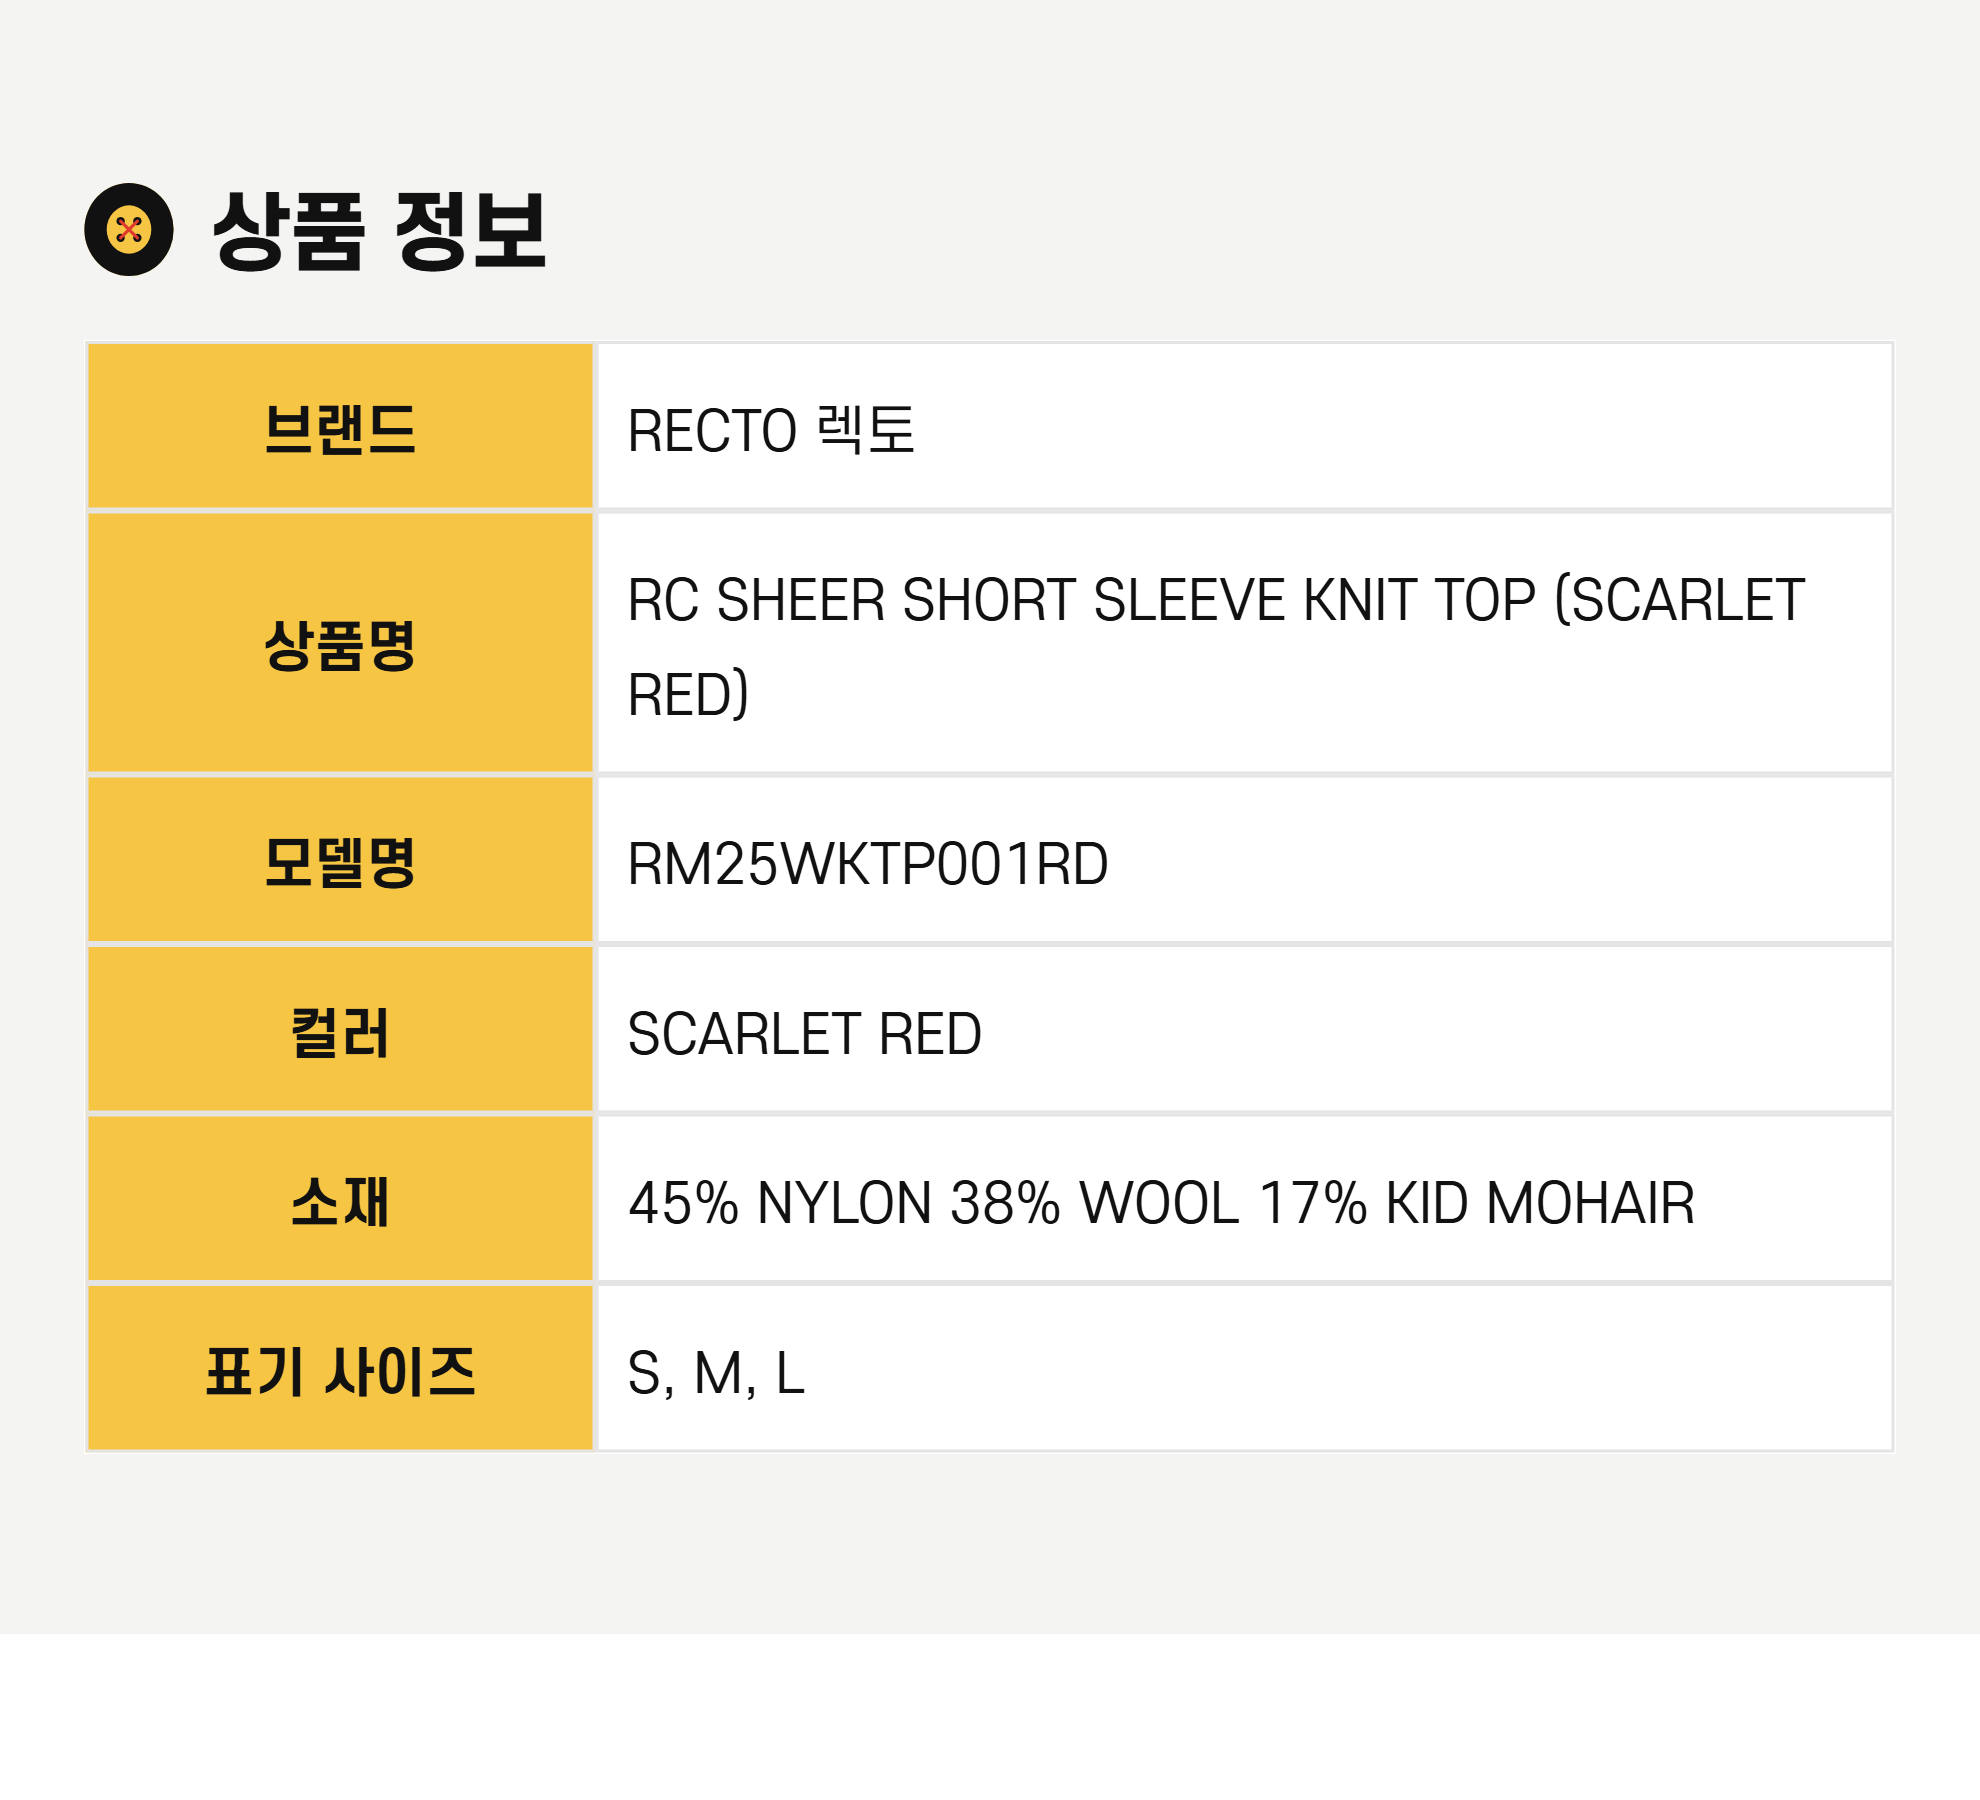 상품 정보
브랜드
RECTO 렉토
상품명
RC SHEER SHORT SLEEVE KNIT TOP (SCARLET
RED)
모델명
RM25WKTP001RD
컬러
SCARLET RED
소재
45% NYLON 38% WOOL 17% KID MOHAIR
표기 사이즈
S, M, L